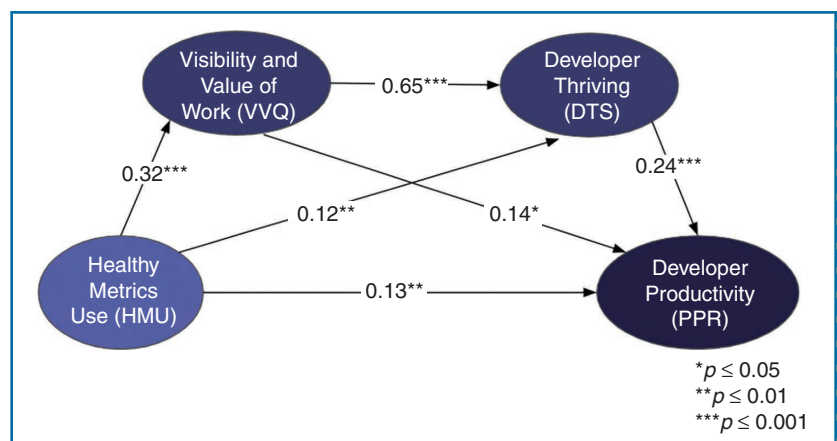 Visibility and
Value of
Work (VVQ)
Developer
Thriving
(DTS)
0.65***
0.32***
0.24***
0.12**
0.14*
Healthy
Metrics
Use (HMU)
0.13**
Developer
Productivity
(PPR)
*p ≤ 0.05
**p ≤ 0.01
***p ≤ 0.001